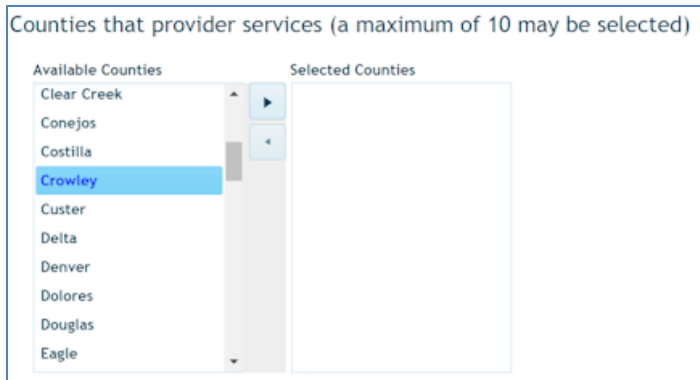 Counties that provider services (a maximum of 10 may be selected)
Available Counties
Selected Counties
Clear Creek
Conejos
Costilla
Crowley
Custer
Delta
Denver
Dolores
Douglas
Eagle